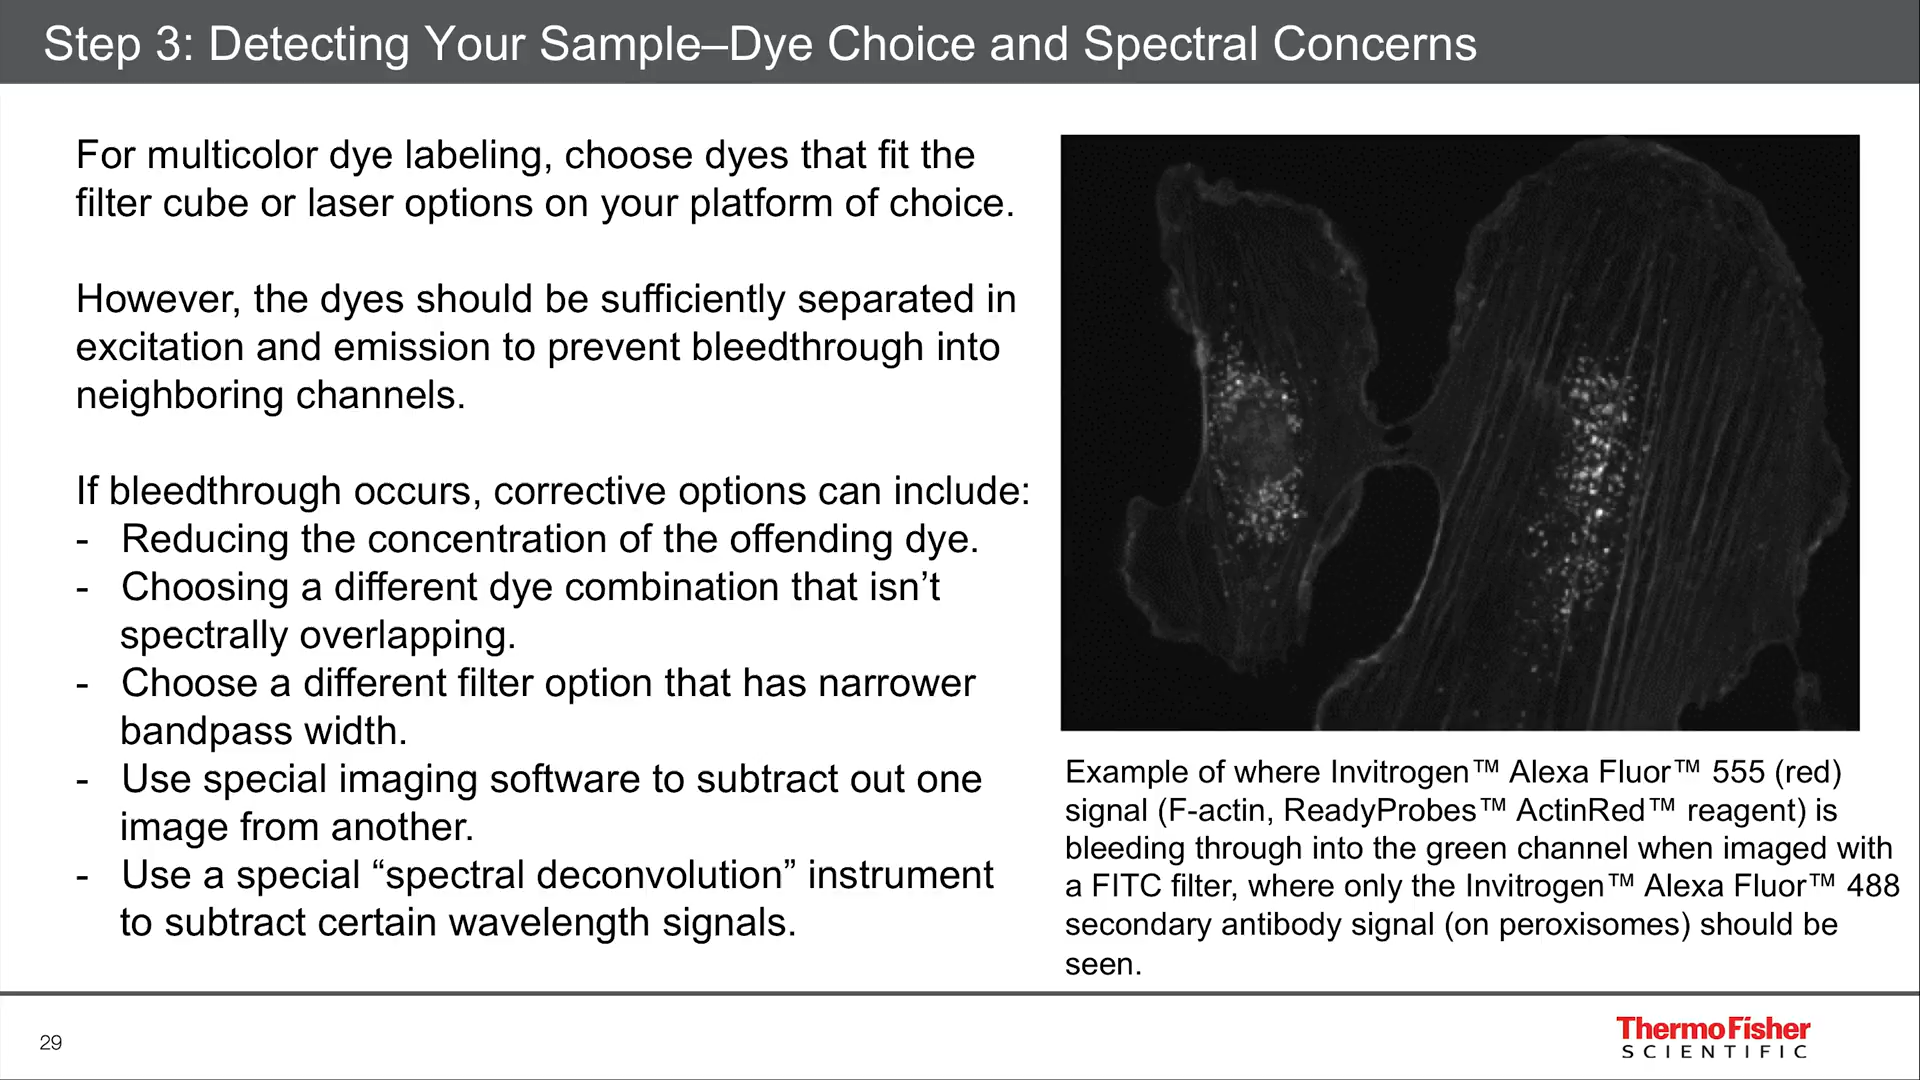 Step 3: Detecting Your Sample–Dye Choice and Spectral Concerns
For multicolor dye labeling, choose dyes that fit the
filter cube or laser options on your platform of choice.
However, the dyes should be sufficiently separated in
excitation and emission to prevent bleedthrough into
neighboring channels.
If bleedthrough occurs, corrective options can include:
- Reducing the concentration of the offending dye.
- Choosing a different dye combination that isn’t
spectrally overlapping.
- Choose a different filter option that has narrower
bandpass width.
- Use special imaging software to subtract out one
image from another.
- Use a special “spectral deconvolution” instrument
to subtract certain wavelength signals.
Example of where Invitrogen™ Alexa Fluor™ 555 (red)
signal (F-actin, ReadyProbes™ ActinRed™ reagent) is
bleeding through into the green channel when imaged with
a FITC filter, where only the Invitrogen™ Alexa Fluor™ 488
secondary antibody signal (on peroxisomes) should be
seen.
29
ThermoFisher
SCIENTIFIC